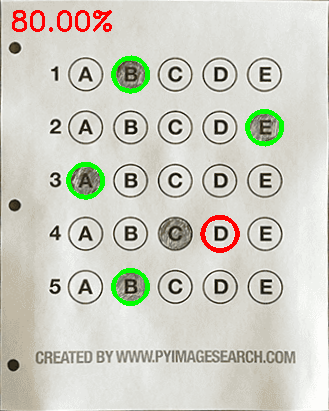 80.00%
1 A B C D E
2 A B C D E
3 A B C D E
4 A B C D E
5 A B C D E
CREATED BY WWW.PYIMAGESEARCH.COM